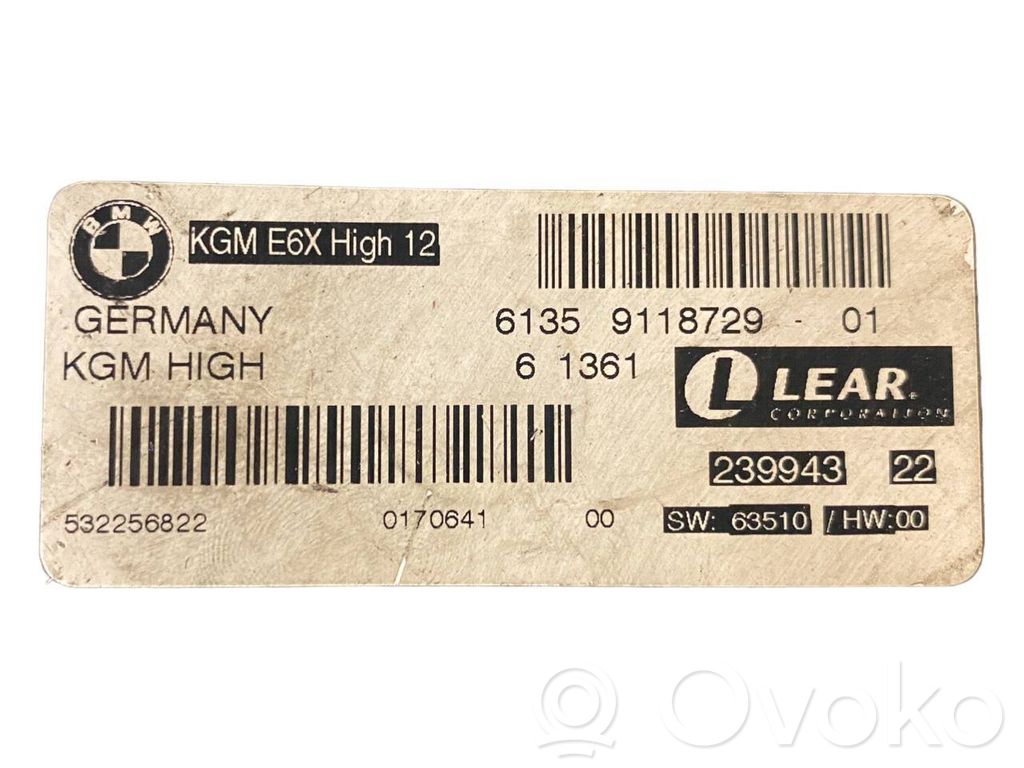 BMW
KGM E6X High 12
GERMANY
6135 9118729 - 01
KGM HIGH
6 1361
LEAR.
CORPORAITON
239943 22
532256822 0170641 00
SW: 63510 / HW:00
Ovoko